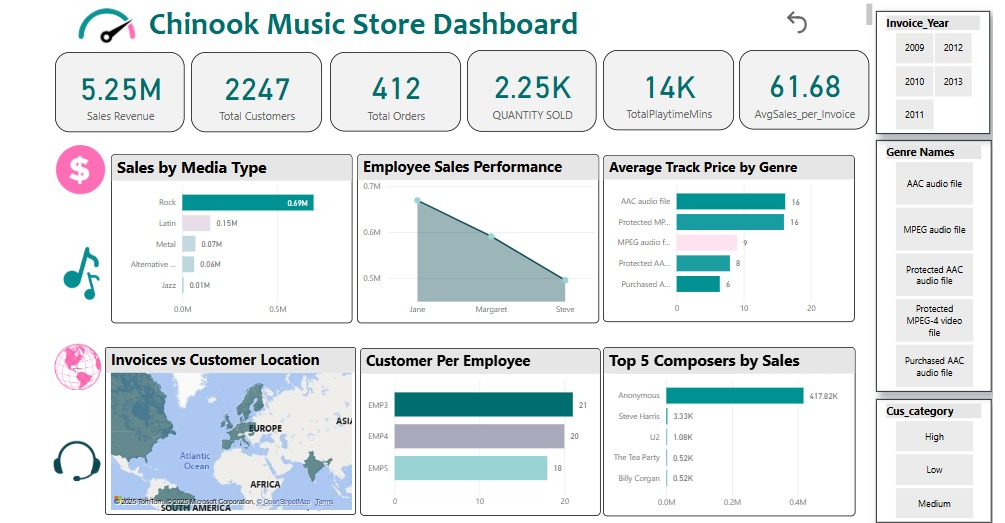 Chinook Music Store Dashboard
5.25M
Sales Revenue
2247
Total Customers
412
Total Orders
2.25K
QUANTITY SOLD
14K
TotalPlaytimeMins
61.68
AvgSales_per_Invoice
Invoice_Year
2009 2012
2010 2013
2011
Genre Names
AAC audio file
MPEG audio file
Protected AAC
audio file
Protected
MPEG-4 video
file
Purchased AAC
audio file
Cus_category
High
Low
Medium
$
Sales by Media Type
Rock 0.69M
Latin 0.15M
Metal 0.07M
Alternative ... 0.06M
Jazz 0.01M
0.0M 0.5M
Employee Sales Performance
0.7M
0.6M
0.5M
Jane Margaret Steve
Average Track Price by Genre
AAC audio file 16
Protected MP... 16
MPEG audio f... 9
Protected AA... 8
Purchased A... 6
0 10 20
Invoices vs Customer Location
EUROPE
ASIA
Atlantic
Ocean
AFRICA
SOUTH AMERICA
© 2025 TomTom, © 2025 Microsoft Corporation, © OpenStreetMap Terms
Customer Per Employee
EMP3 21
EMP4 20
EMP5 18
0 10 20
Top 5 Composers by Sales
Anonymous 417.82K
Steve Harris 3.33K
U2 1.08K
The Tea Party 0.52K
Billy Corgan 0.52K
0.0M 0.2M 0.4M